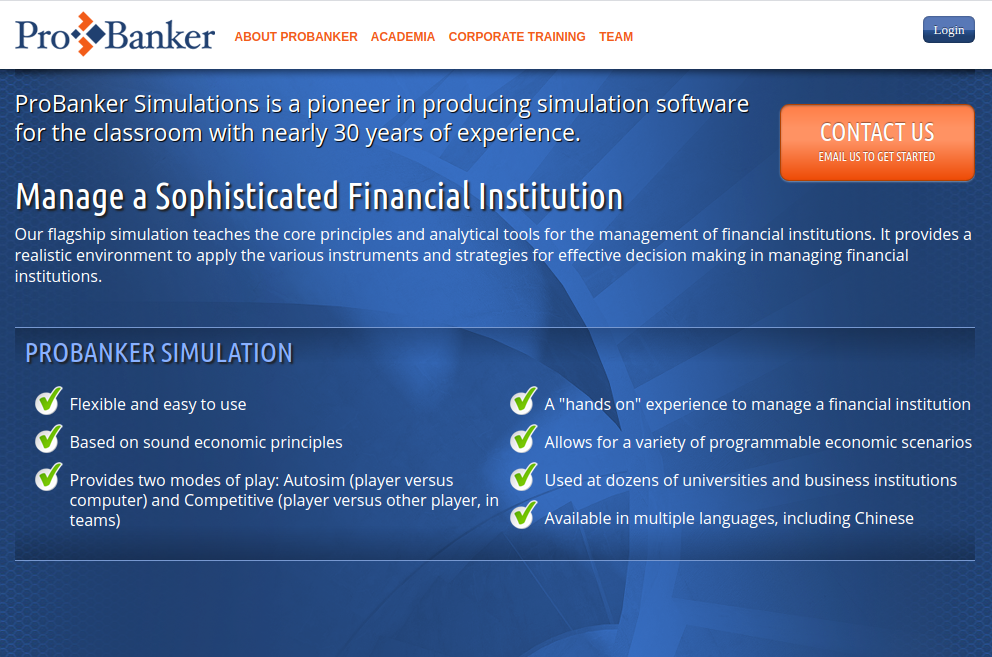 Pro Banker
ABOUT PROBANKER ACADEMIA CORPORATE TRAINING TEAM
Login
ProBanker Simulations is a pioneer in producing simulation software
for the classroom with nearly 30 years of experience.
CONTACT US
EMAIL US TO GET STARTED
Manage a Sophisticated Financial Institution
Our flagship simulation teaches the core principles and analytical tools for the management of financial institutions. It provides a
realistic environment to apply the various instruments and strategies for effective decision making in managing financial
institutions.
PROBANKER SIMULATION
Flexible and easy to use
Based on sound economic principles
Provides two modes of play: Autosim (player versus
computer) and Competitive (player versus other player, in
teams)
A "hands on" experience to manage a financial institution
Allows for a variety of programmable economic scenarios
Used at dozens of universities and business institutions
Available in multiple languages, including Chinese